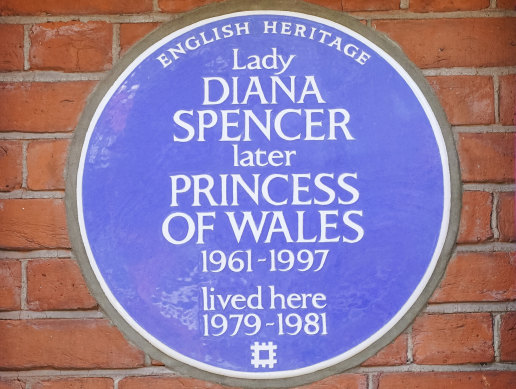 ENGLISH HERITAGE
Lady
DIANA
SPENCER
later
PRINCESS
OF WALES
1961-1997
lived here
1979-1981